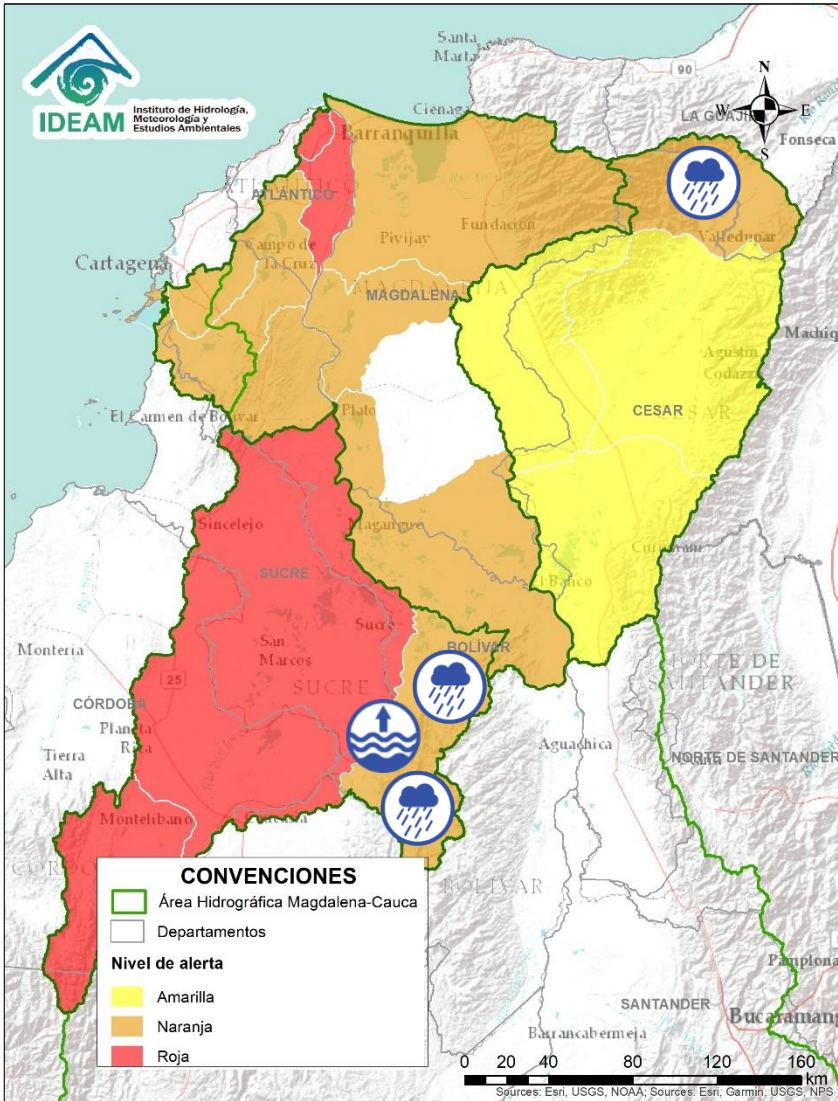 IDEAM
Instituto de Hidrología,
Meteorología y
Estudios Ambientales
Santa
Marta
90
N
W
E
S
LA GUAJIRA
Fonseca
Ciénaga
Barranquilla
ATLÁNTICO
Pivijay
Fundación
Valledupar
Campo de
la Cruz
Cartagena
MAGDALENA
Machiq
Agustín
Codazzi
CESAR
CESAR
El Carmen de Bolívar
Plato
Sincelejo
Magangué
SUCRE
Curumaní
El Banco
Sucre
San
Marcos
BOLÍVAR
Montería
25
SUCRE
NORTE DE
SANTANDER
CÓRDOBA
Planeta
Rica
Aguachica
Tierra
Alta
NORTE DE SANTANDER
Montelíbano
BOLÍVAR
CONVENCIONES
Área Hidrográfica Magdalena-Cauca
Departamentos
Nivel de alerta
Amarilla
Naranja
Roja
Pamplona
SANTANDER
Bucaramang
Barrancabermeja
0 20 40 80 120 160
km
Sources: Esri, USGS, NOAA; Sources: Esri, Garmin, USGS, NPS